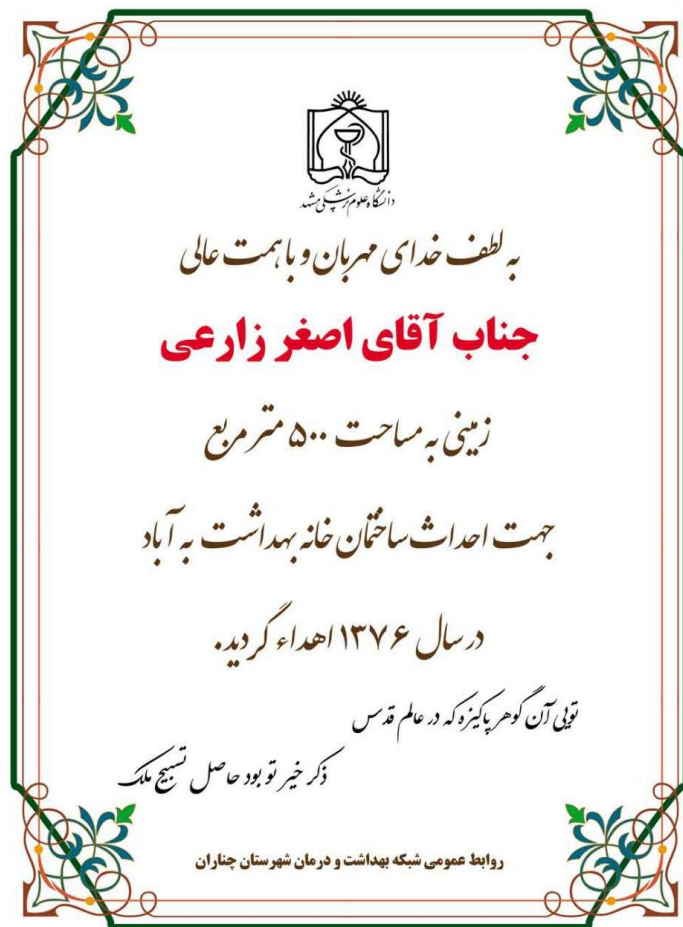 دانشگاه علوم پزشکی مشهد
به لطف خدای مهربان و با همت عالی
جناب آقای اصغر زارعی
زمینی به مساحت ۵۰۰ متر مربع
جهت احداث ساختمان خانه بهداشت به آباد
در سال ۱۳۷۶ اهداء گردید.
تویی آن گوهر پاکیزه که در عالم قدس
ذکر خیر تو بود حاصل تسبیح ملک
روابط عمومی شبکه بهداشت و درمان شهرستان چناران